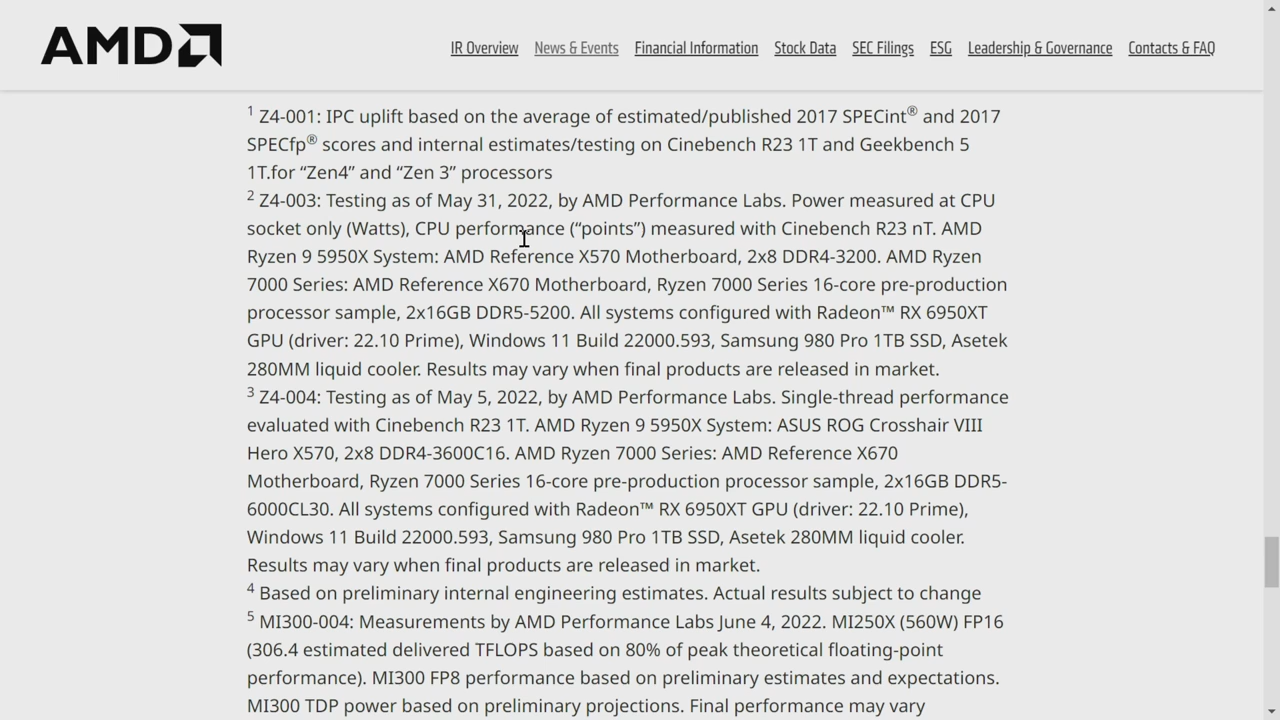 AMD
IR Overview News & Events Financial Information Stock Data SEC Filings ESG Leadership & Governance Contacts & FAQ
1 Z4-001: IPC uplift based on the average of estimated/published 2017 SPECint® and 2017
SPECfp® scores and internal estimates/testing on Cinebench R23 1T and Geekbench 5
1T.for “Zen4” and “Zen 3” processors
2 Z4-003: Testing as of May 31, 2022, by AMD Performance Labs. Power measured at CPU
socket only (Watts), CPU performance (“points”) measured with Cinebench R23 nT. AMD
Ryzen 9 5950X System: AMD Reference X570 Motherboard, 2x8 DDR4-3200. AMD Ryzen
7000 Series: AMD Reference X670 Motherboard, Ryzen 7000 Series 16-core pre-production
processor sample, 2x16GB DDR5-5200. All systems configured with Radeon™ RX 6950XT
GPU (driver: 22.10 Prime), Windows 11 Build 22000.593, Samsung 980 Pro 1TB SSD, Asetek
280MM liquid cooler. Results may vary when final products are released in market.
3 Z4-004: Testing as of May 5, 2022, by AMD Performance Labs. Single-thread performance
evaluated with Cinebench R23 1T. AMD Ryzen 9 5950X System: ASUS ROG Crosshair VIII
Hero X570, 2x8 DDR4-3600C16. AMD Ryzen 7000 Series: AMD Reference X670
Motherboard, Ryzen 7000 Series 16-core pre-production processor sample, 2x16GB DDR5-
6000CL30. All systems configured with Radeon™ RX 6950XT GPU (driver: 22.10 Prime),
Windows 11 Build 22000.593, Samsung 980 Pro 1TB SSD, Asetek 280MM liquid cooler.
Results may vary when final products are released in market.
4 Based on preliminary internal engineering estimates. Actual results subject to change
5 MI300-004: Measurements by AMD Performance Labs June 4, 2022. MI250X (560W) FP16
(306.4 estimated delivered TFLOPS based on 80% of peak theoretical floating-point
performance). MI300 FP8 performance based on preliminary estimates and expectations.
MI300 TDP power based on preliminary projections. Final performance may vary